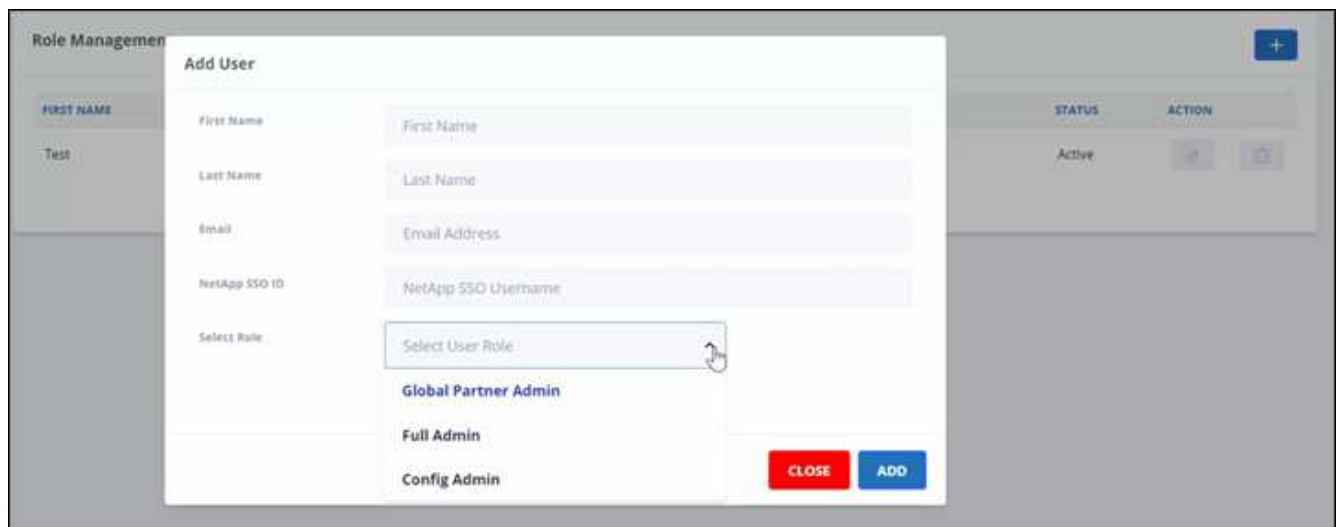 Role Managemen
+
Add User
FIRST NAME
STATUS
ACTION
First Name
First Name
Test
Active
Last Name
Last Name
Email
Email Address
NetApp SSO ID
NetApp SSO Username
Select Role
Select User Role
Global Partner Admin
Full Admin
Config Admin
CLOSE
ADD